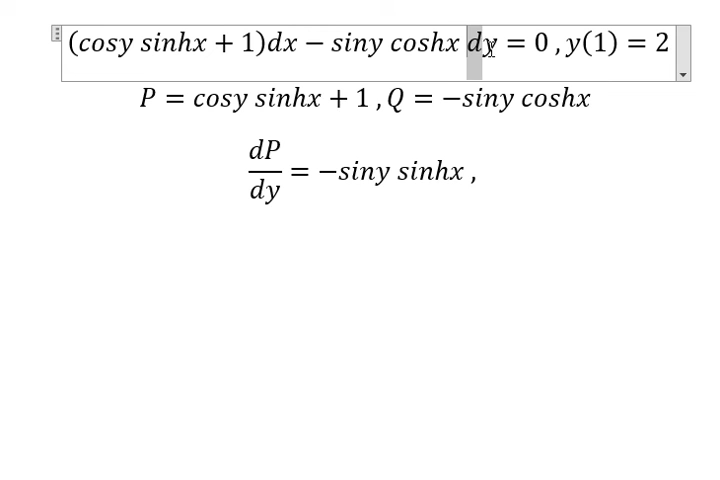 (cosy sinhx + 1)dx − siny coshx dy = 0 , y(1) = 2
P = cosy sinhx + 1 , Q = −siny coshx
dP/dy = −siny sinhx ,